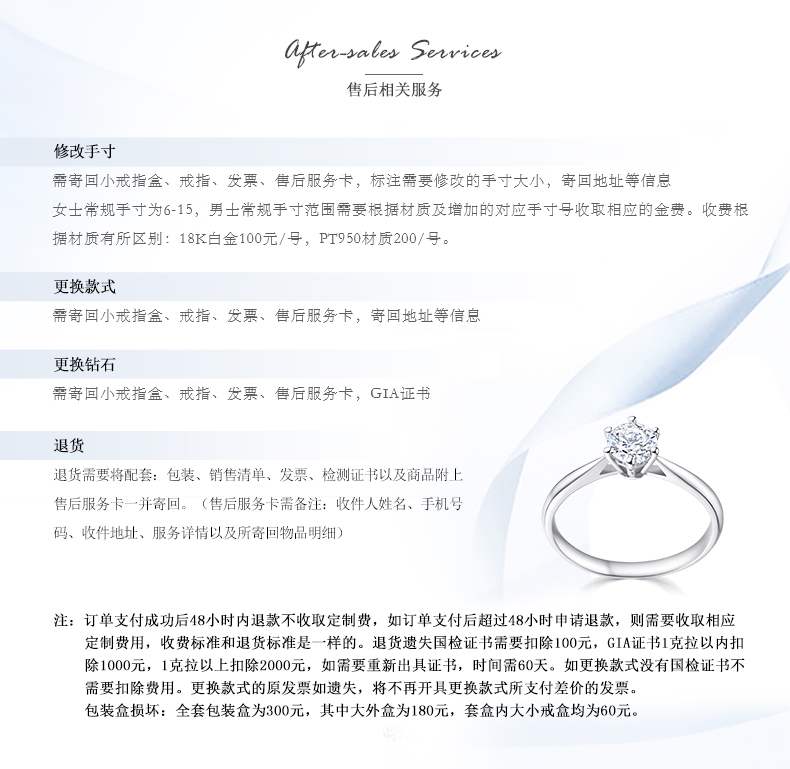 After-sales Services
售后相关服务
修改手寸
需寄回小戒指盒、戒指、发票、售后服务卡，标注需要修改的手寸大小，寄回地址等信息
女士常规手寸为6-15，男士常规手寸范围需要根据材质及增加的对应手寸号收取相应的金费。收费根
据材质有所区别：18K白金100元/号，PT950材质200/号。
更换款式
需寄回小戒指盒、戒指、发票、售后服务卡，寄回地址等信息
更换钻石
需寄回小戒指盒、戒指、发票、售后服务卡，GIA证书
退货
退货需要将配套：包装、销售清单、发票、检测证书以及商品附上
售后服务卡一并寄回。（售后服务卡需备注：收件人姓名、手机号
码、收件地址、服务详情以及所寄回物品明细）
注：订单支付成功后48小时内退款不收取定制费，如订单支付后超过48小时申请退款，则需要收取相应
定制费用，收费标准和退货标准是一样的。退货遗失国检证书需要扣除100元，GIA证书1克拉以内扣
除1000元，1克拉以上扣除2000元，如需要重新出具证书，时间需60天。如更换款式没有国检证书不
需要扣除费用。更换款式的原发票如遗失，将不再开具更换款式所支付差价的发票。
包装盒损坏：全套包装盒为300元，其中大外盒为180元，套盒内大小戒盒均为60元。